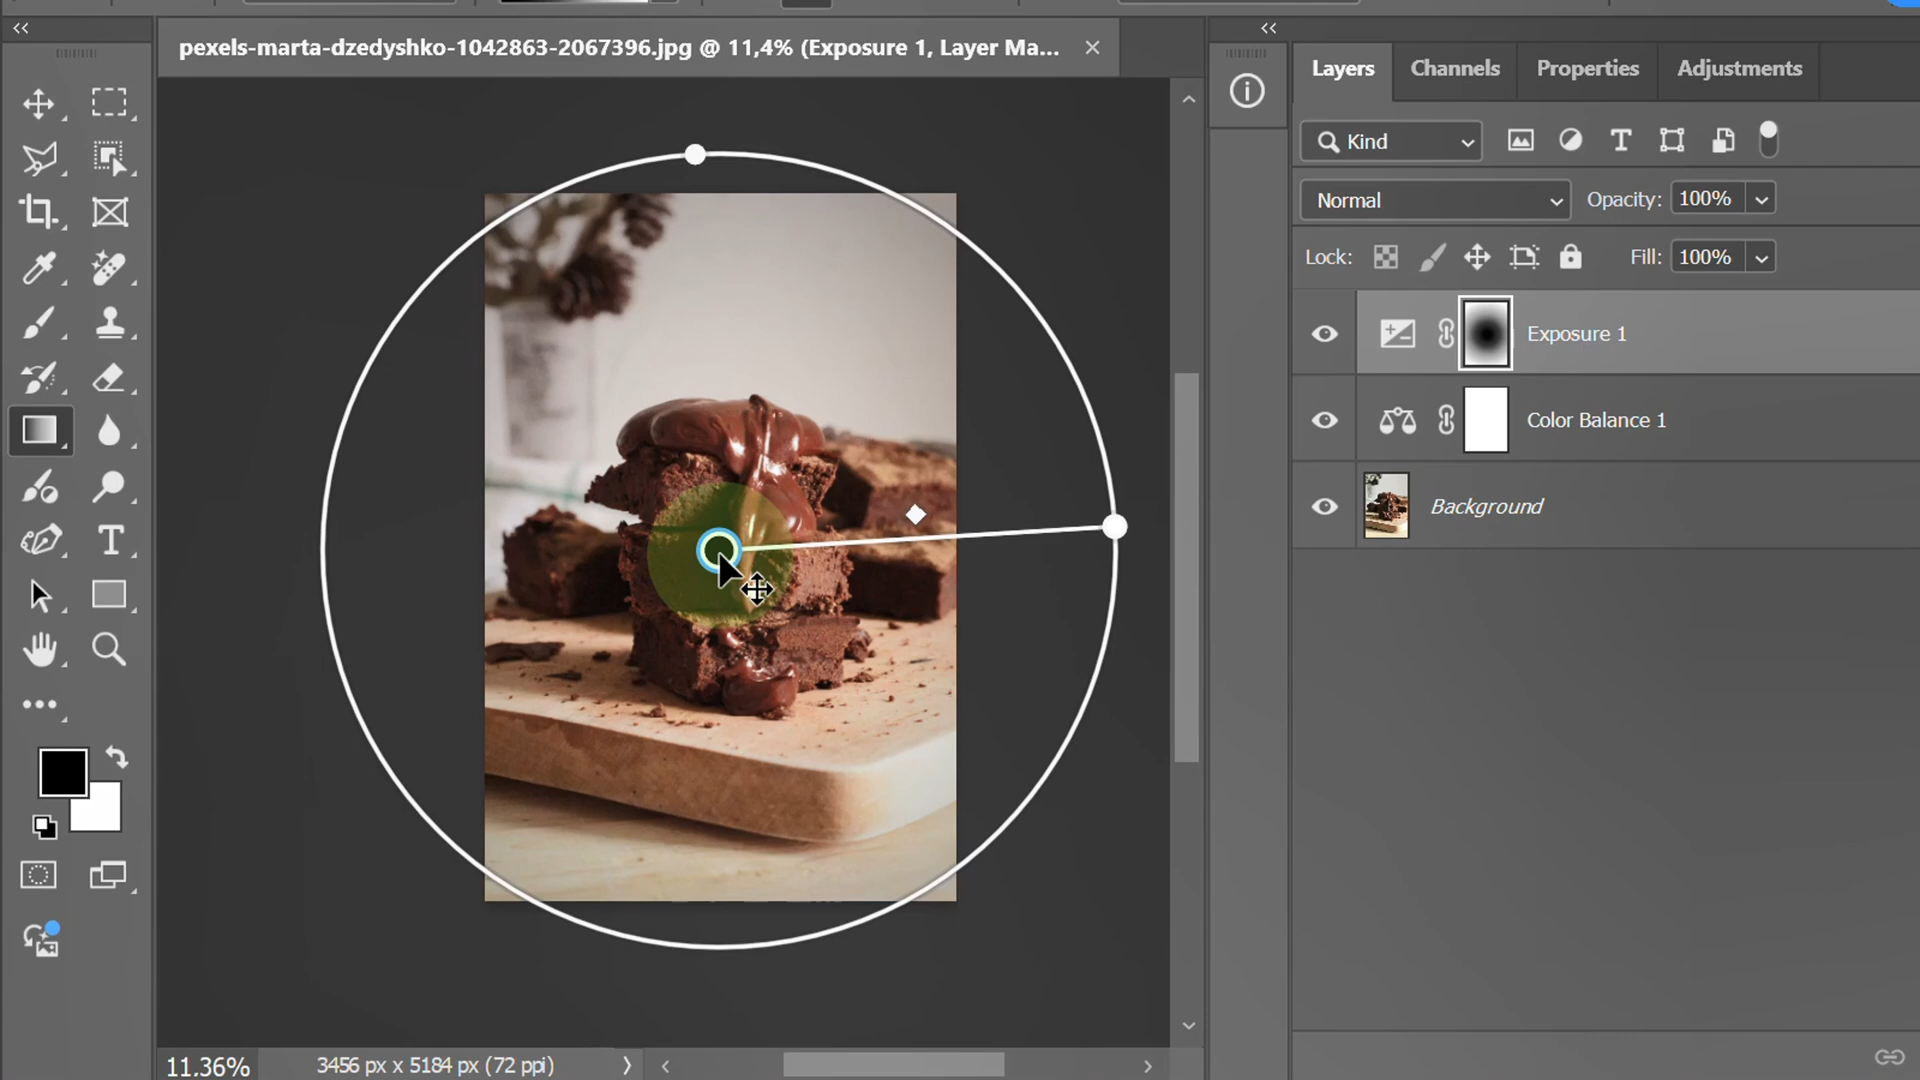 pexels-marta-dzedyshko-1042863-2067396.jpg @ 11,4% (Exposure 1, Layer Ma...
Layers
Channels
Properties
Adjustments
Kind
Normal
Opacity: 100%
Lock:
Fill: 100%
Exposure 1
Color Balance 1
Background
11.36%
3456 px x 5184 px (72 ppi)